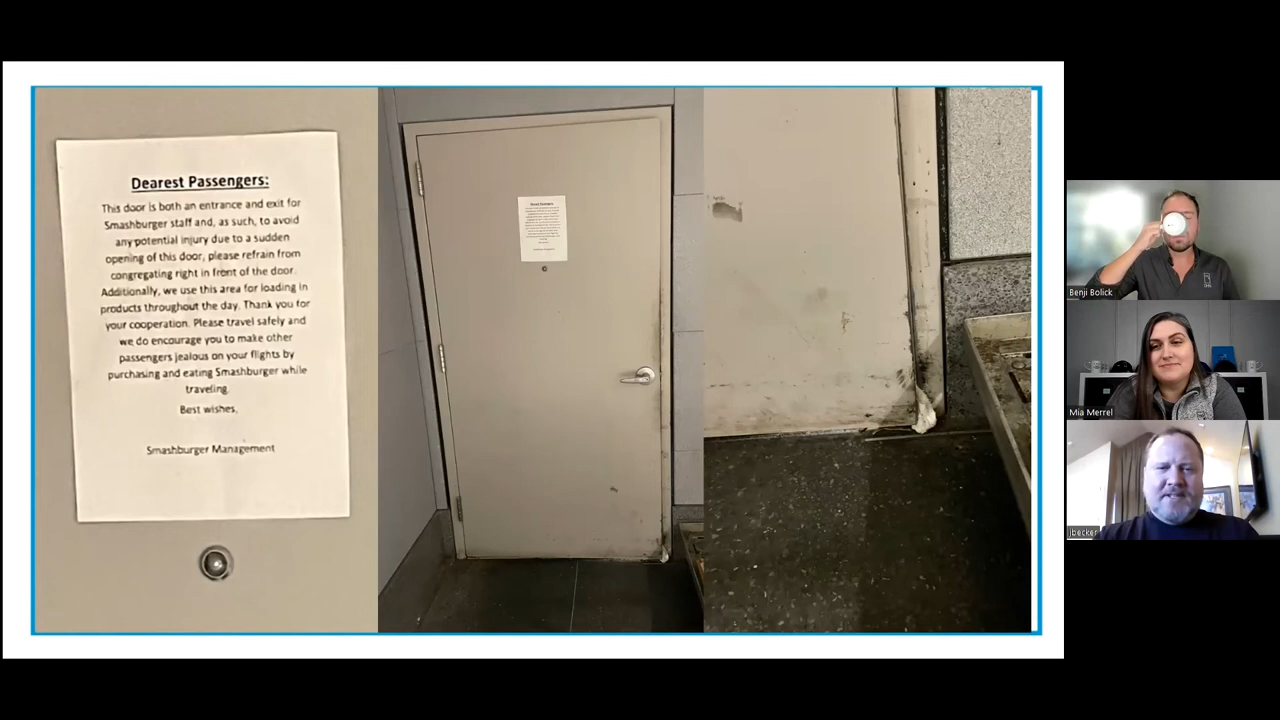 Dearest Passengers:
This door is both an entrance and exit for
Smashburger staff and, as such, to avoid
any potential injury due to a sudden
opening of this door, please refrain from
congregating right in front of the door.
Additionally, we use this area for loading in
products throughout the day. Thank you for
your cooperation. Please travel safely and
we do encourage you to make other
passengers jealous on your flights by
purchasing and eating Smashburger while
traveling.
Best wishes,
Smashburger Management
Benji Bolick
Mia Merrel